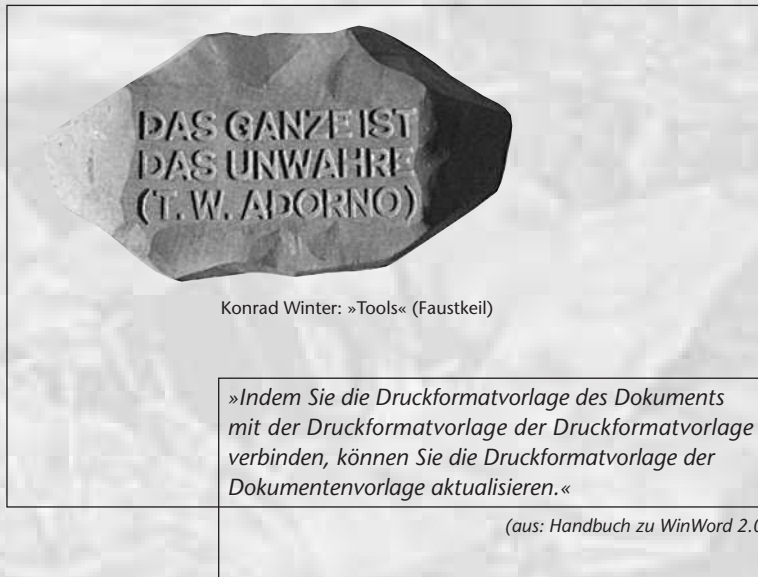 DAS GANZE IST
DAS UNWAHRE
(T. W. ADORNO)
Konrad Winter: »Tools« (Faustkeil)
»Indem Sie die Druckformatvorlage des Dokuments
mit der Druckformatvorlage der Druckformatvorlage
verbinden, können Sie die Druckformatvorlage der
Dokumentenvorlage aktualisieren.«
(aus: Handbuch zu WinWord 2.0